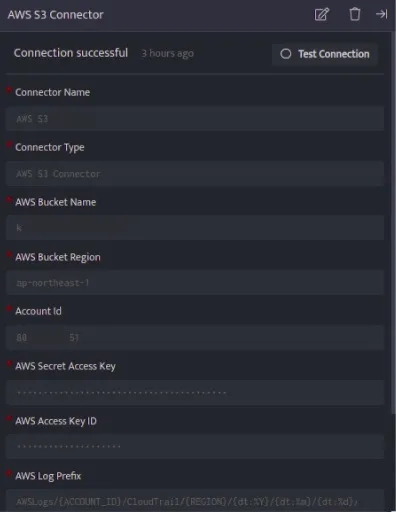 AWS S3 Connector
Connection successful 3 hours ago Test Connection
* Connector Name
AWS S3
* Connector Type
AWS S3 Connector
* AWS Bucket Name
k
* AWS Bucket Region
ap-northeast-1
* Account Id
88 51
* AWS Secret Access Key
* AWS Access Key ID
* AWS Log Prefix
AWSLogs/{ACCOUNT_ID}/CloudTrail/{REGION}/{dt:%Y}/{dt:%m}/{dt:%d}/